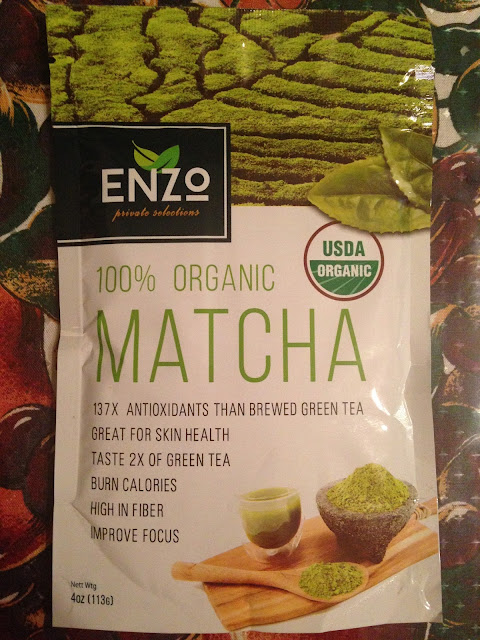 ENZO
private selections
USDA
ORGANIC
100% ORGANIC
MATCHA
137X ANTIOXIDANTS THAN BREWED GREEN TEA
GREAT FOR SKIN HEALTH
TASTE 2X OF GREEN TEA
BURN CALORIES
HIGH IN FIBER
IMPROVE FOCUS
Nett Wtg
4oz (113g)